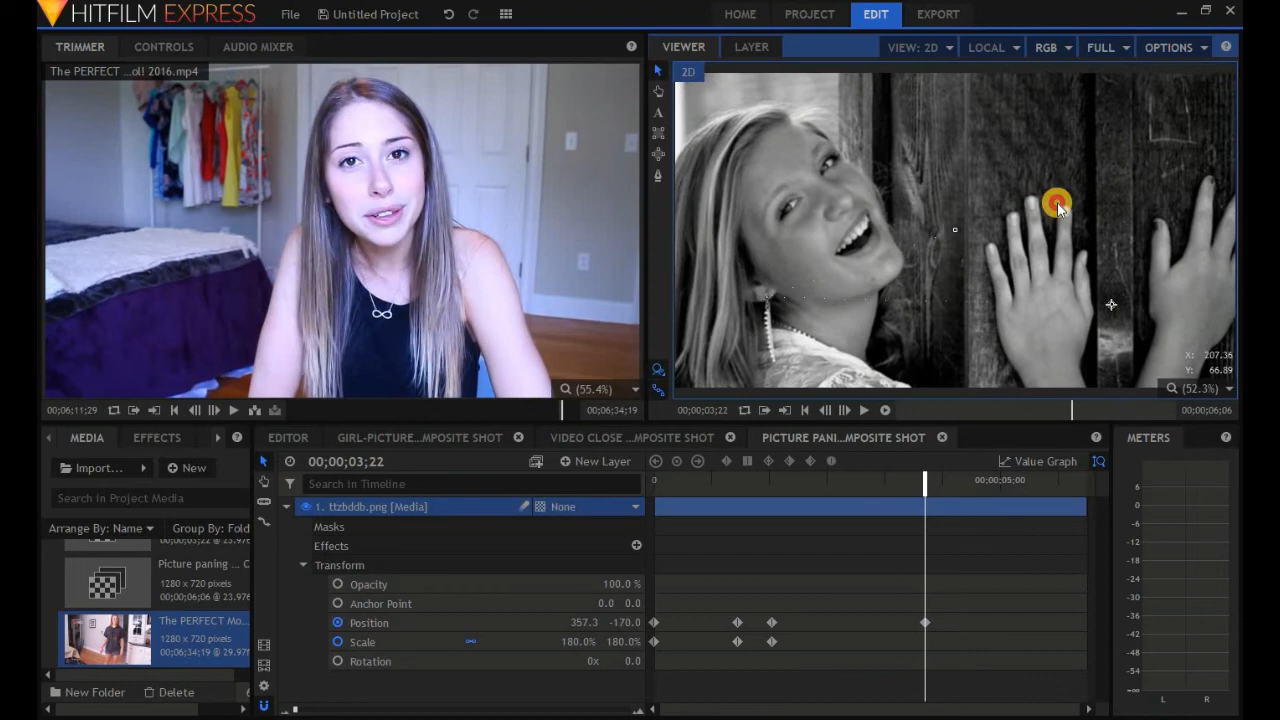 HITFILM EXPRESS File Untitled Project HOME PROJECT EDIT EXPORT
TRIMMER CONTROLS AUDIO MIXER
VIEWER LAYER VIEW: 2D LOCAL RGB FULL OPTIONS
The PERFECT ...ol! 2016.mp4
2D
A
X: 207.36
Y: 66.89
(55.4%)
(52.3%)
00;06;11;29 00;06;34;19
00;00;03;22 00;00;06;06
MEDIA EFFECTS
EDITOR GIRL-PICTURE...MPOSITE SHOT VIDEO CLOSE ...MPOSITE SHOT PICTURE PANI...MPOSITE SHOT
METERS
Import... New
00;00;03;22 New Layer Value Graph
Search in Project Media
Search in Timeline
0 00;00;05;00
Arrange By: Name Group By: Fold
1. ttzbddb.png [Media] None
Masks
Effects
Transform
Opacity 100.0 %
Anchor Point 0.0 0.0
Position 357.3 -170.0
Scale 180.0% 180.0%
Rotation 0x 0.0
00;00;03;22 @ 23.976
Picture paning ... C
1280 x 720 pixels
00;00;06;06 @ 23.976
The PERFECT Mo...
1280 x 720 pixels
00;06;34;19 @ 29.97
New Folder Delete
6
0
-6
-12
-18
-24
-30
-36
-42
-48
-54
-∞
L R